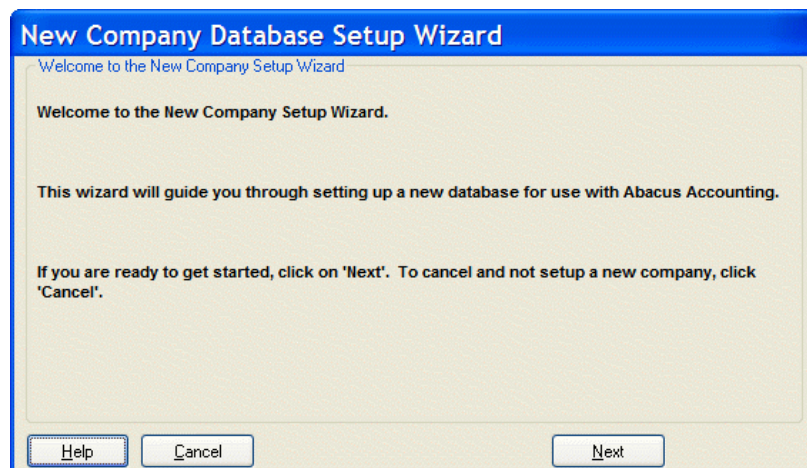 New Company Database Setup Wizard
Welcome to the New Company Setup Wizard
Welcome to the New Company Setup Wizard.
This wizard will guide you through setting up a new database for use with Abacus Accounting.
If you are ready to get started, click on 'Next'.  To cancel and not setup a new company, click
'Cancel'.
Help
Cancel
Next